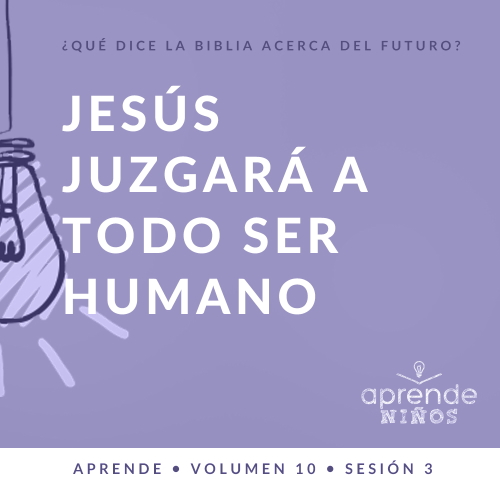 ¿QUÉ DICE LA BIBLIA ACERCA DEL FUTURO?
JESÚS
JUZGARÁ A
TODO SER
HUMANO
aprende
NIÑOS
APRENDE • VOLUMEN 10 • SESIÓN 3